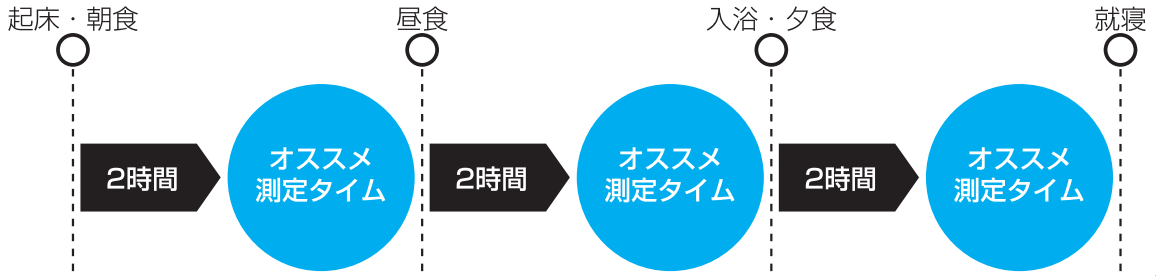 起床・朝食
昼食
入浴・夕食
就寝
2時間
オススメ
測定タイム
2時間
オススメ
測定タイム
2時間
オススメ
測定タイム